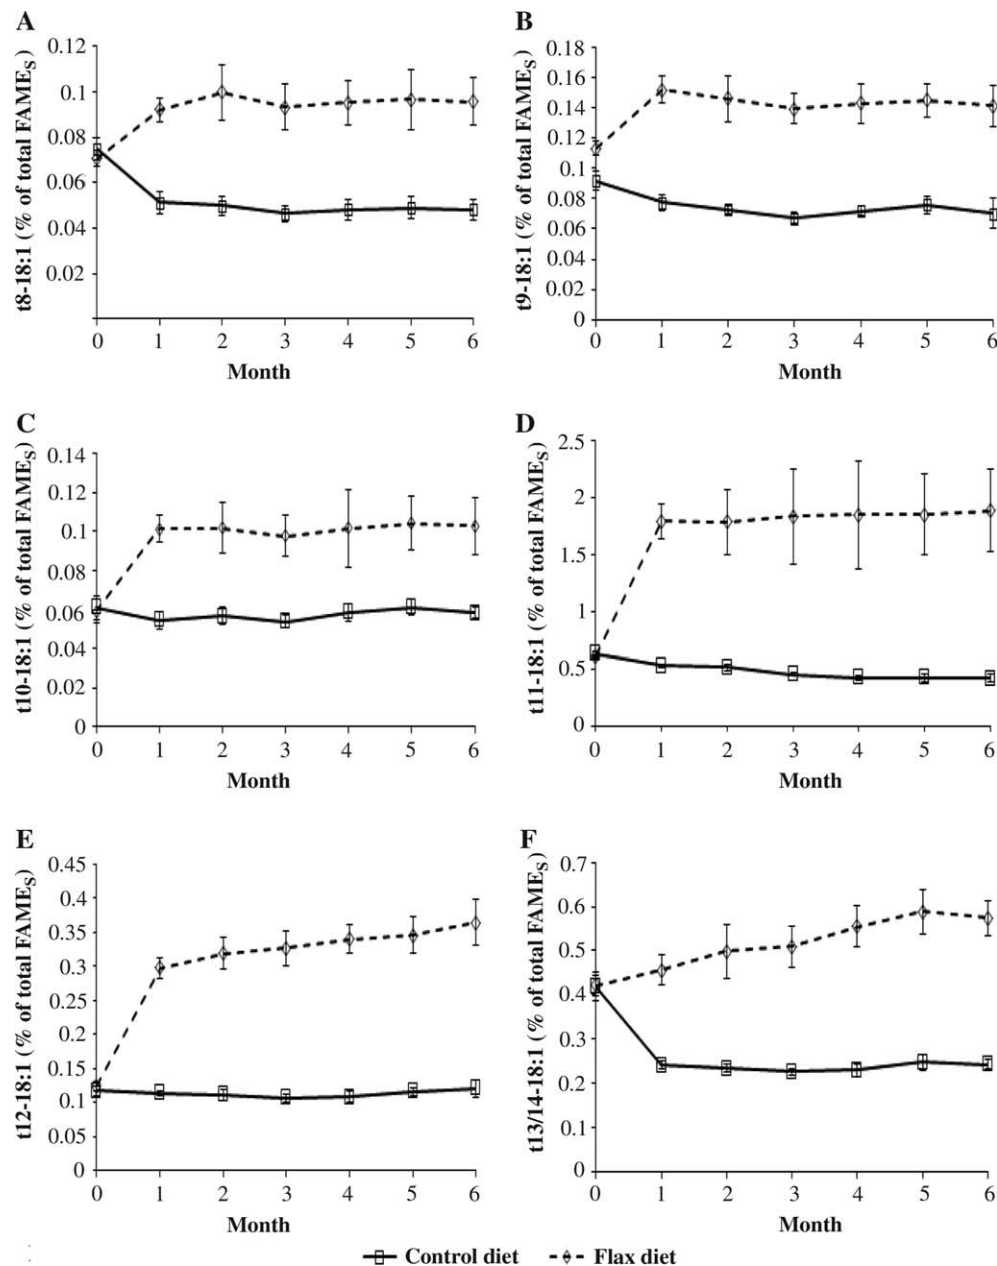 A
t8-18:1 (% of total FAMES)
0.12
0.1
0.08
0.06
0.04
0.02
0 1 2 3 4 5 6
Month
B
t9-18:1 (% of total FAMES)
0.18
0.16
0.14
0.12
0.1
0.08
0.06
0.04
0.02
0
0 1 2 3 4 5 6
Month
C
t10-18:1 (% of total FAMES)
0.14
0.12
0.1
0.08
0.06
0.04
0.02
0
0 1 2 3 4 5 6
Month
D
t11-18:1 (% of total FAMES)
2.5
2
1.5
1
0.5
0
0 1 2 3 4 5 6
Month
E
t12-18:1 (% of total FAMES)
0.45
0.4
0.35
0.3
0.25
0.2
0.15
0.1
0.05
0
0 1 2 3 4 5 6
Month
F
t13/14-18:1 (% of total FAMES)
0.7
0.6
0.5
0.4
0.3
0.2
0.1
0
0 1 2 3 4 5 6
Month
Control diet Flax diet